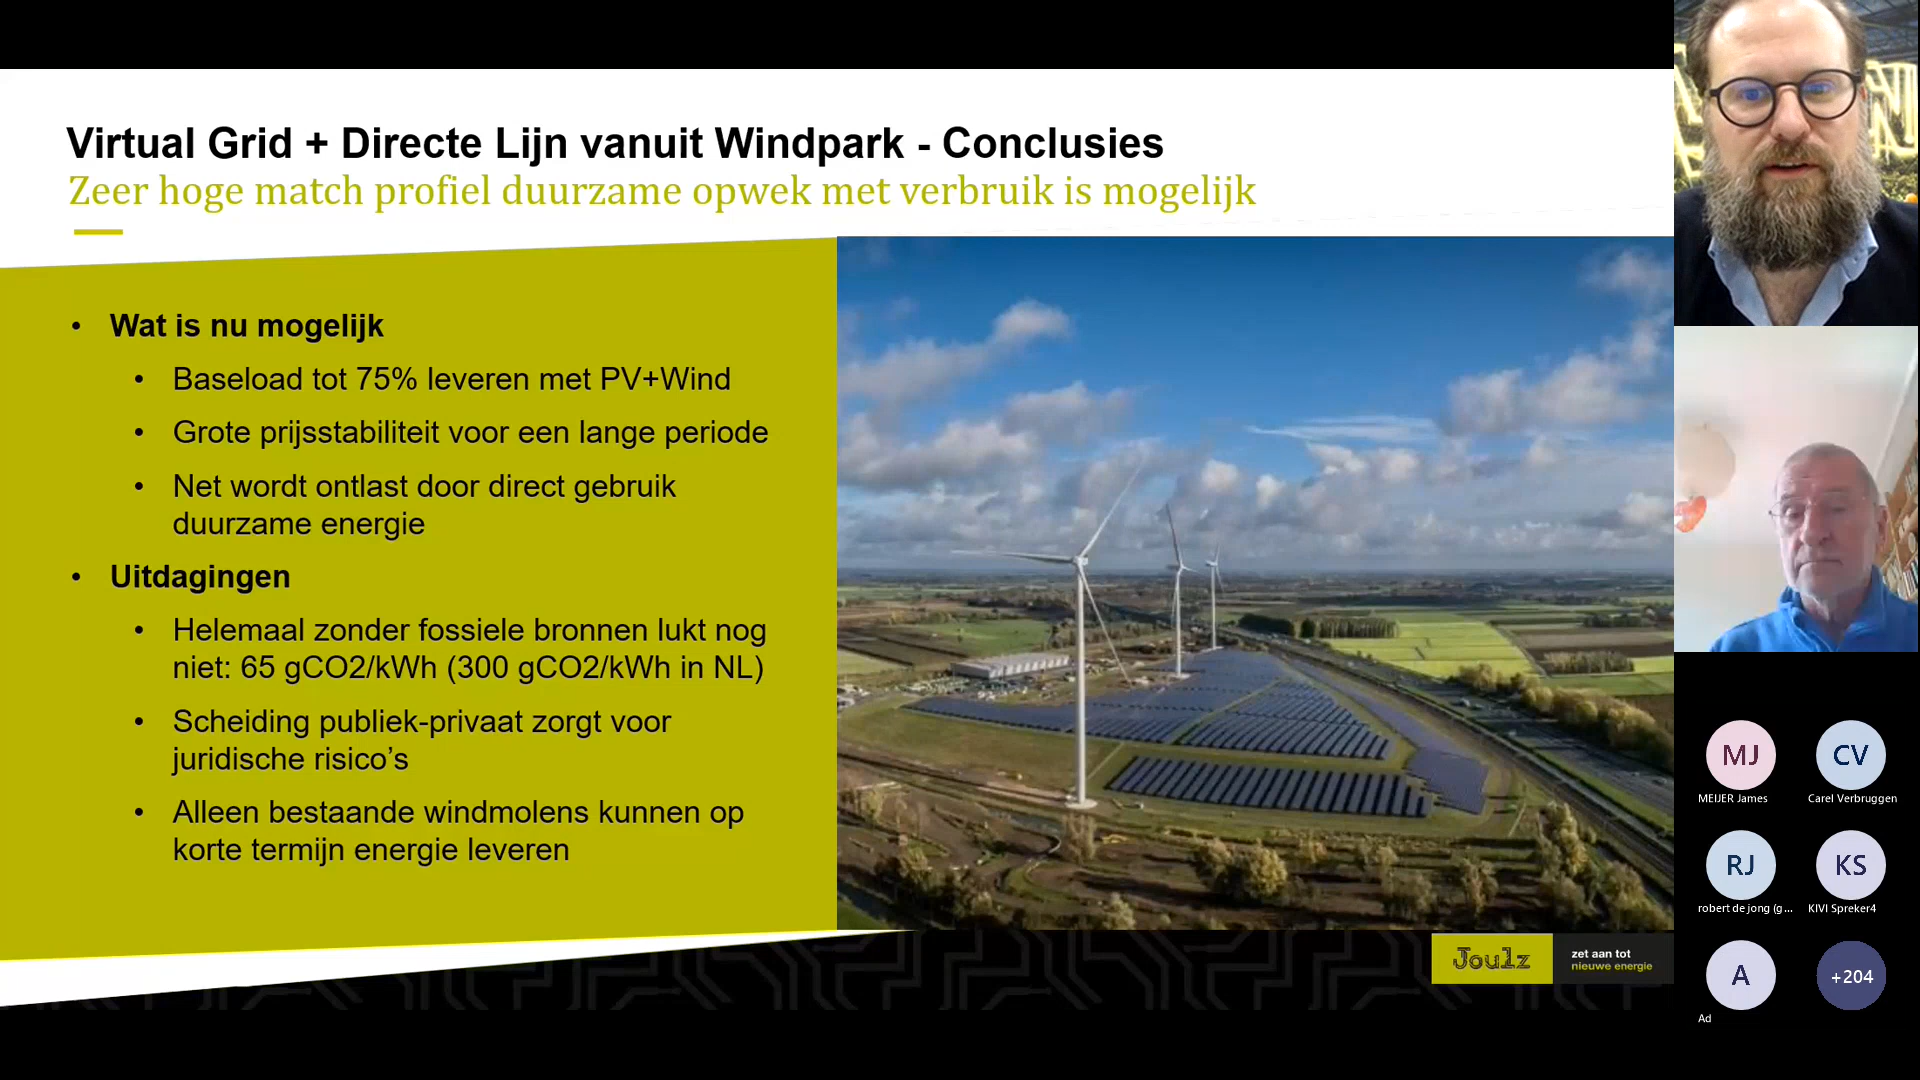 Virtual Grid + Directe Lijn vanuit Windpark - Conclusies
Zeer hoge match profiel duurzame opwek met verbruik is mogelijk
• Wat is nu mogelijk
• Baseload tot 75% leveren met PV+Wind
• Grote prijsstabiliteit voor een lange periode
• Net wordt ontlast door direct gebruik
duurzame energie
• Uitdagingen
• Helemaal zonder fossiele bronnen lukt nog
niet: 65 gCO2/kWh (300 gCO2/kWh in NL)
• Scheiding publiek-privaat zorgt voor
juridische risico’s
• Alleen bestaande windmolens kunnen op
korte termijn energie leveren
Joulz
zet aan tot
nieuwe energie
MJ
MEIJER James
CV
Carel Verbruggen
RJ
robert de jong (g...
KS
KIVI Spreker4
A
Ad
+204